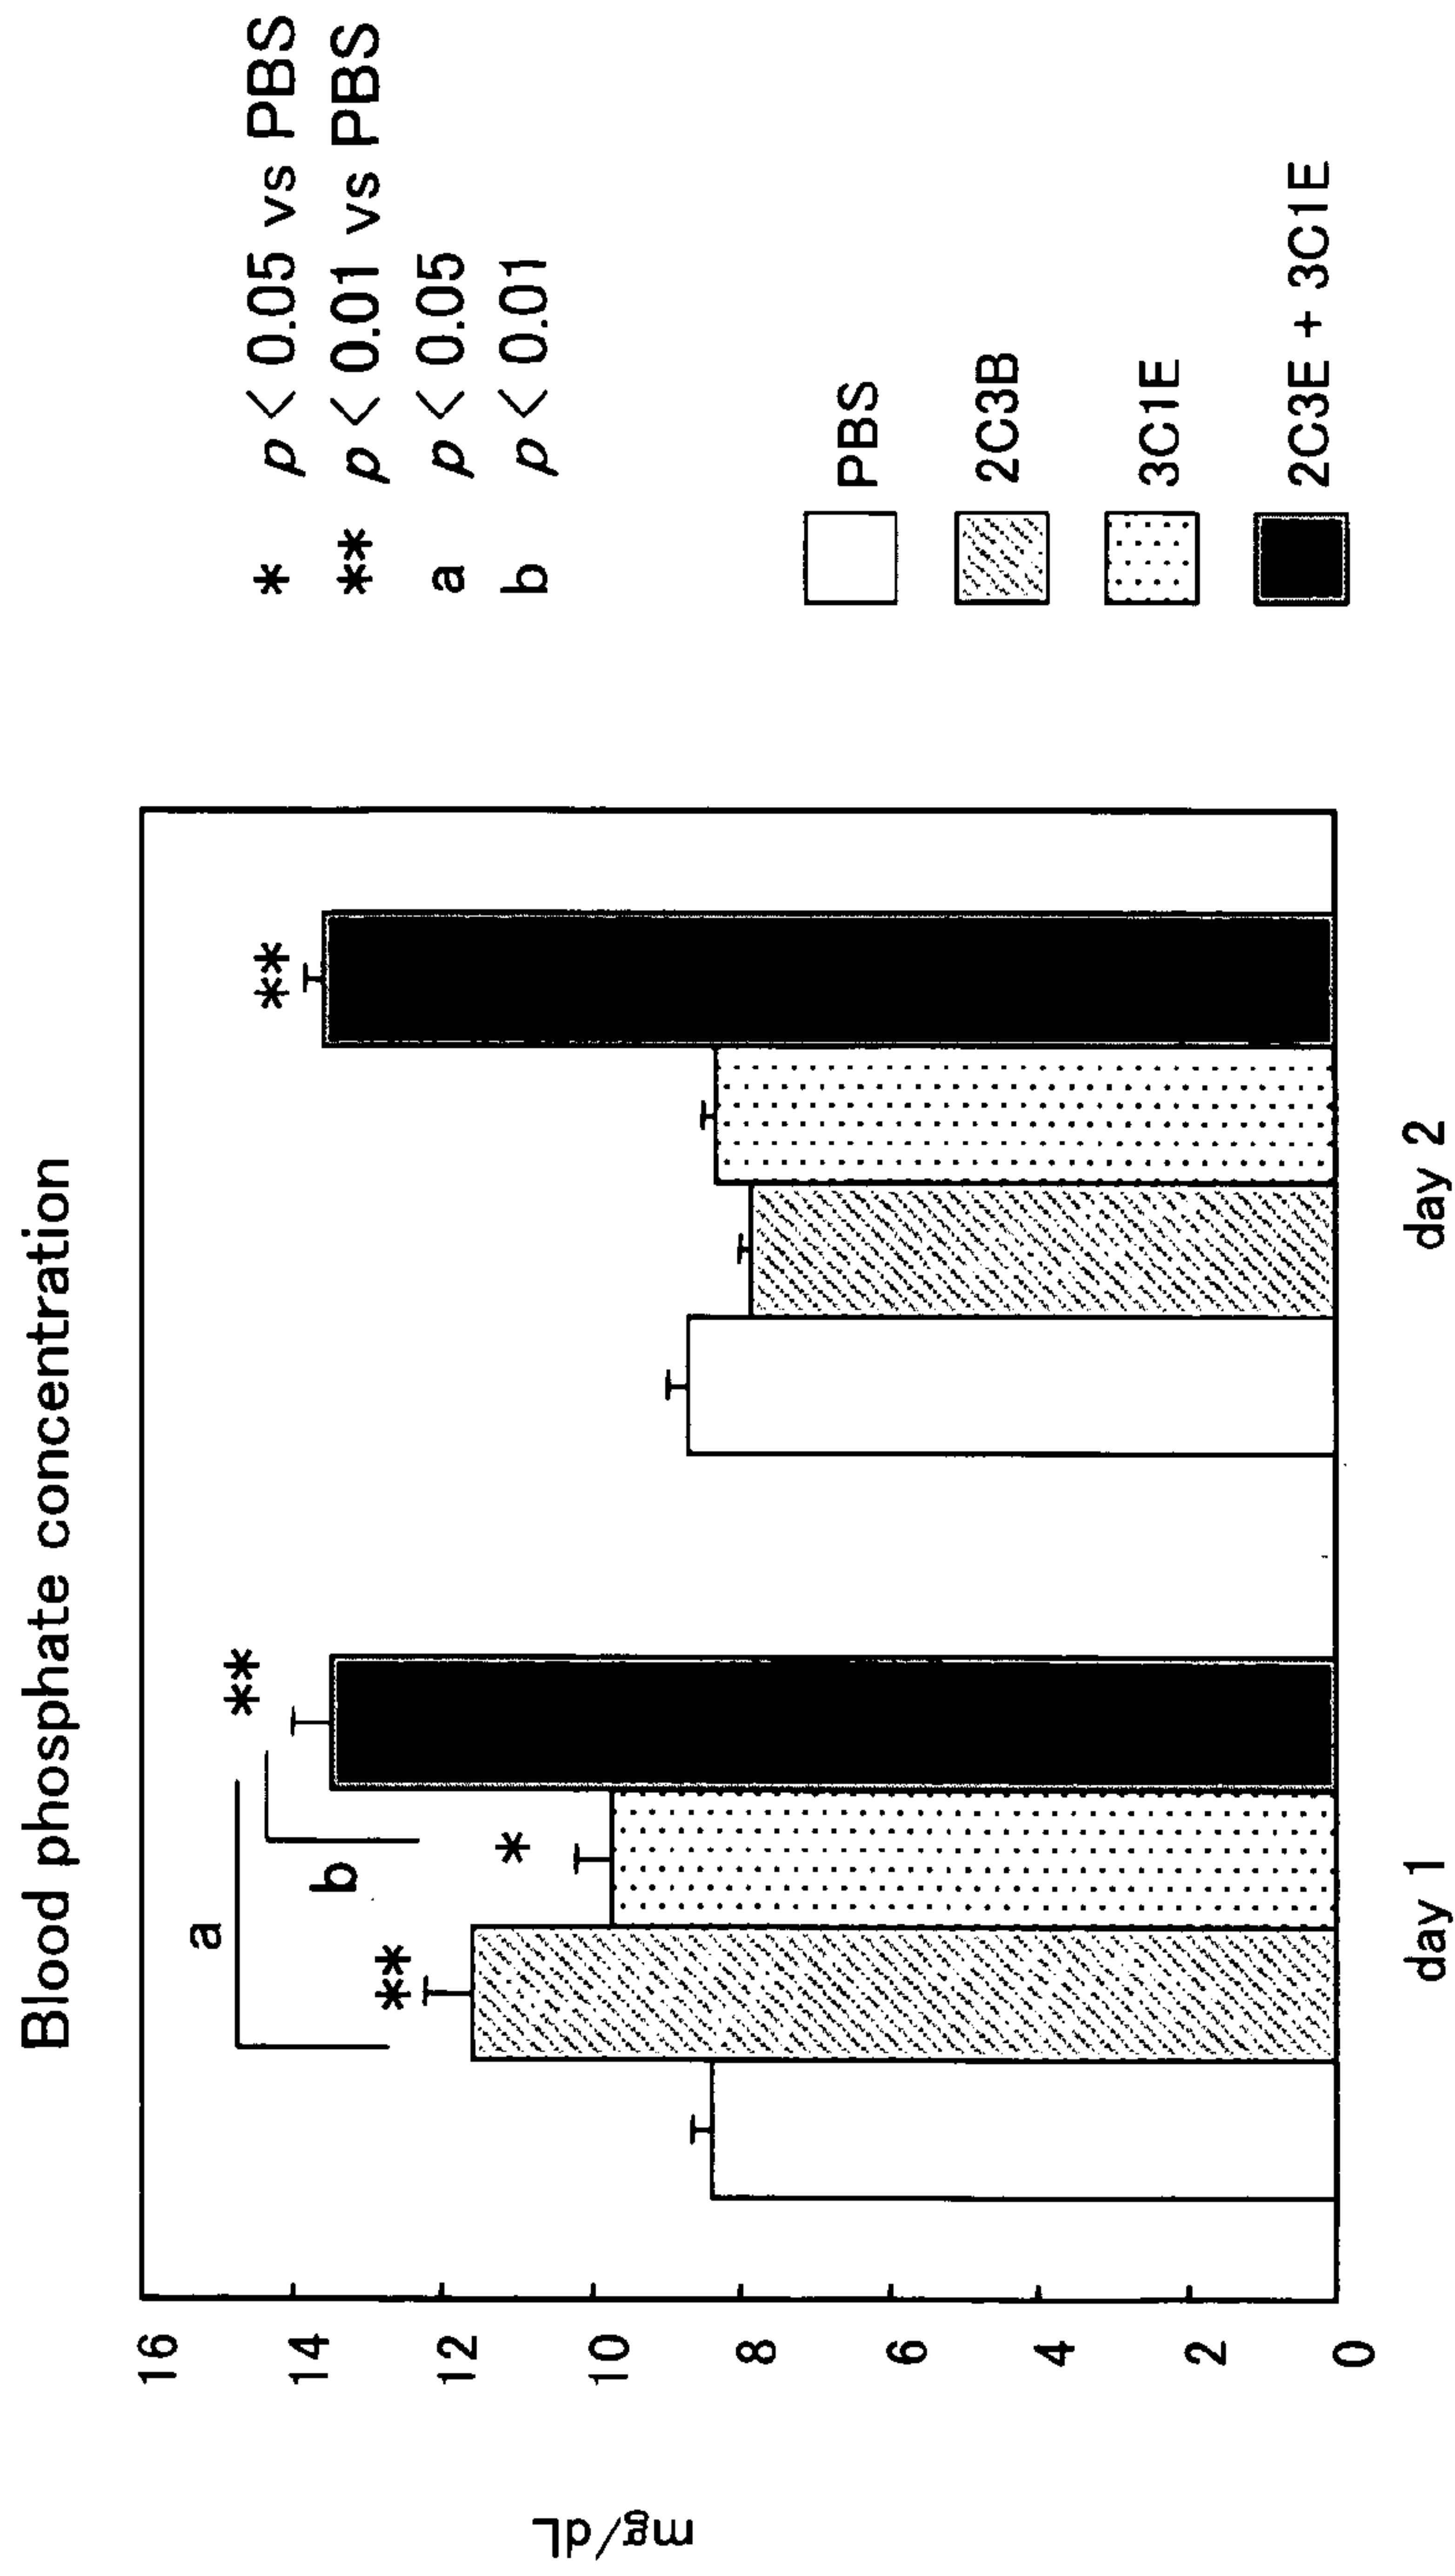 Blood phosphate concentration
mg/dL
16
14
12
10
8
6
4
2
0
a
b
**
*
**
**
day 1
day 2
* p < 0.05 vs PBS
** p < 0.01 vs PBS
a p < 0.05
b p < 0.01
PBS
2C3B
3C1E
2C3E + 3C1E